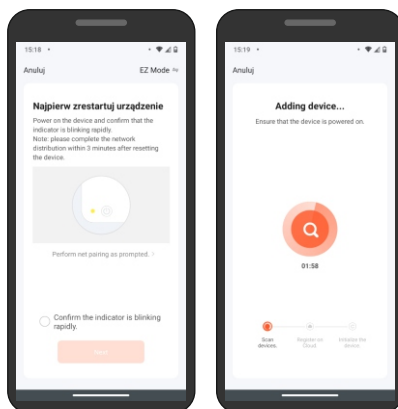 15:18
Anuluj
EZ Mode
Najpierw zrestartuj urządzenie
Power on the device and confirm that the
indicator is blinking rapidly.
Note: please complete the network
distribution within 3 minutes after resetting
the device.
Perform net pairing as prompted. >
Confirm the indicator is blinking
rapidly.
15:19
Anuluj
Adding device...
Ensure that the device is powered on.
01:58
Scan
devices.
Register on
Cloud
Initialize the
device.